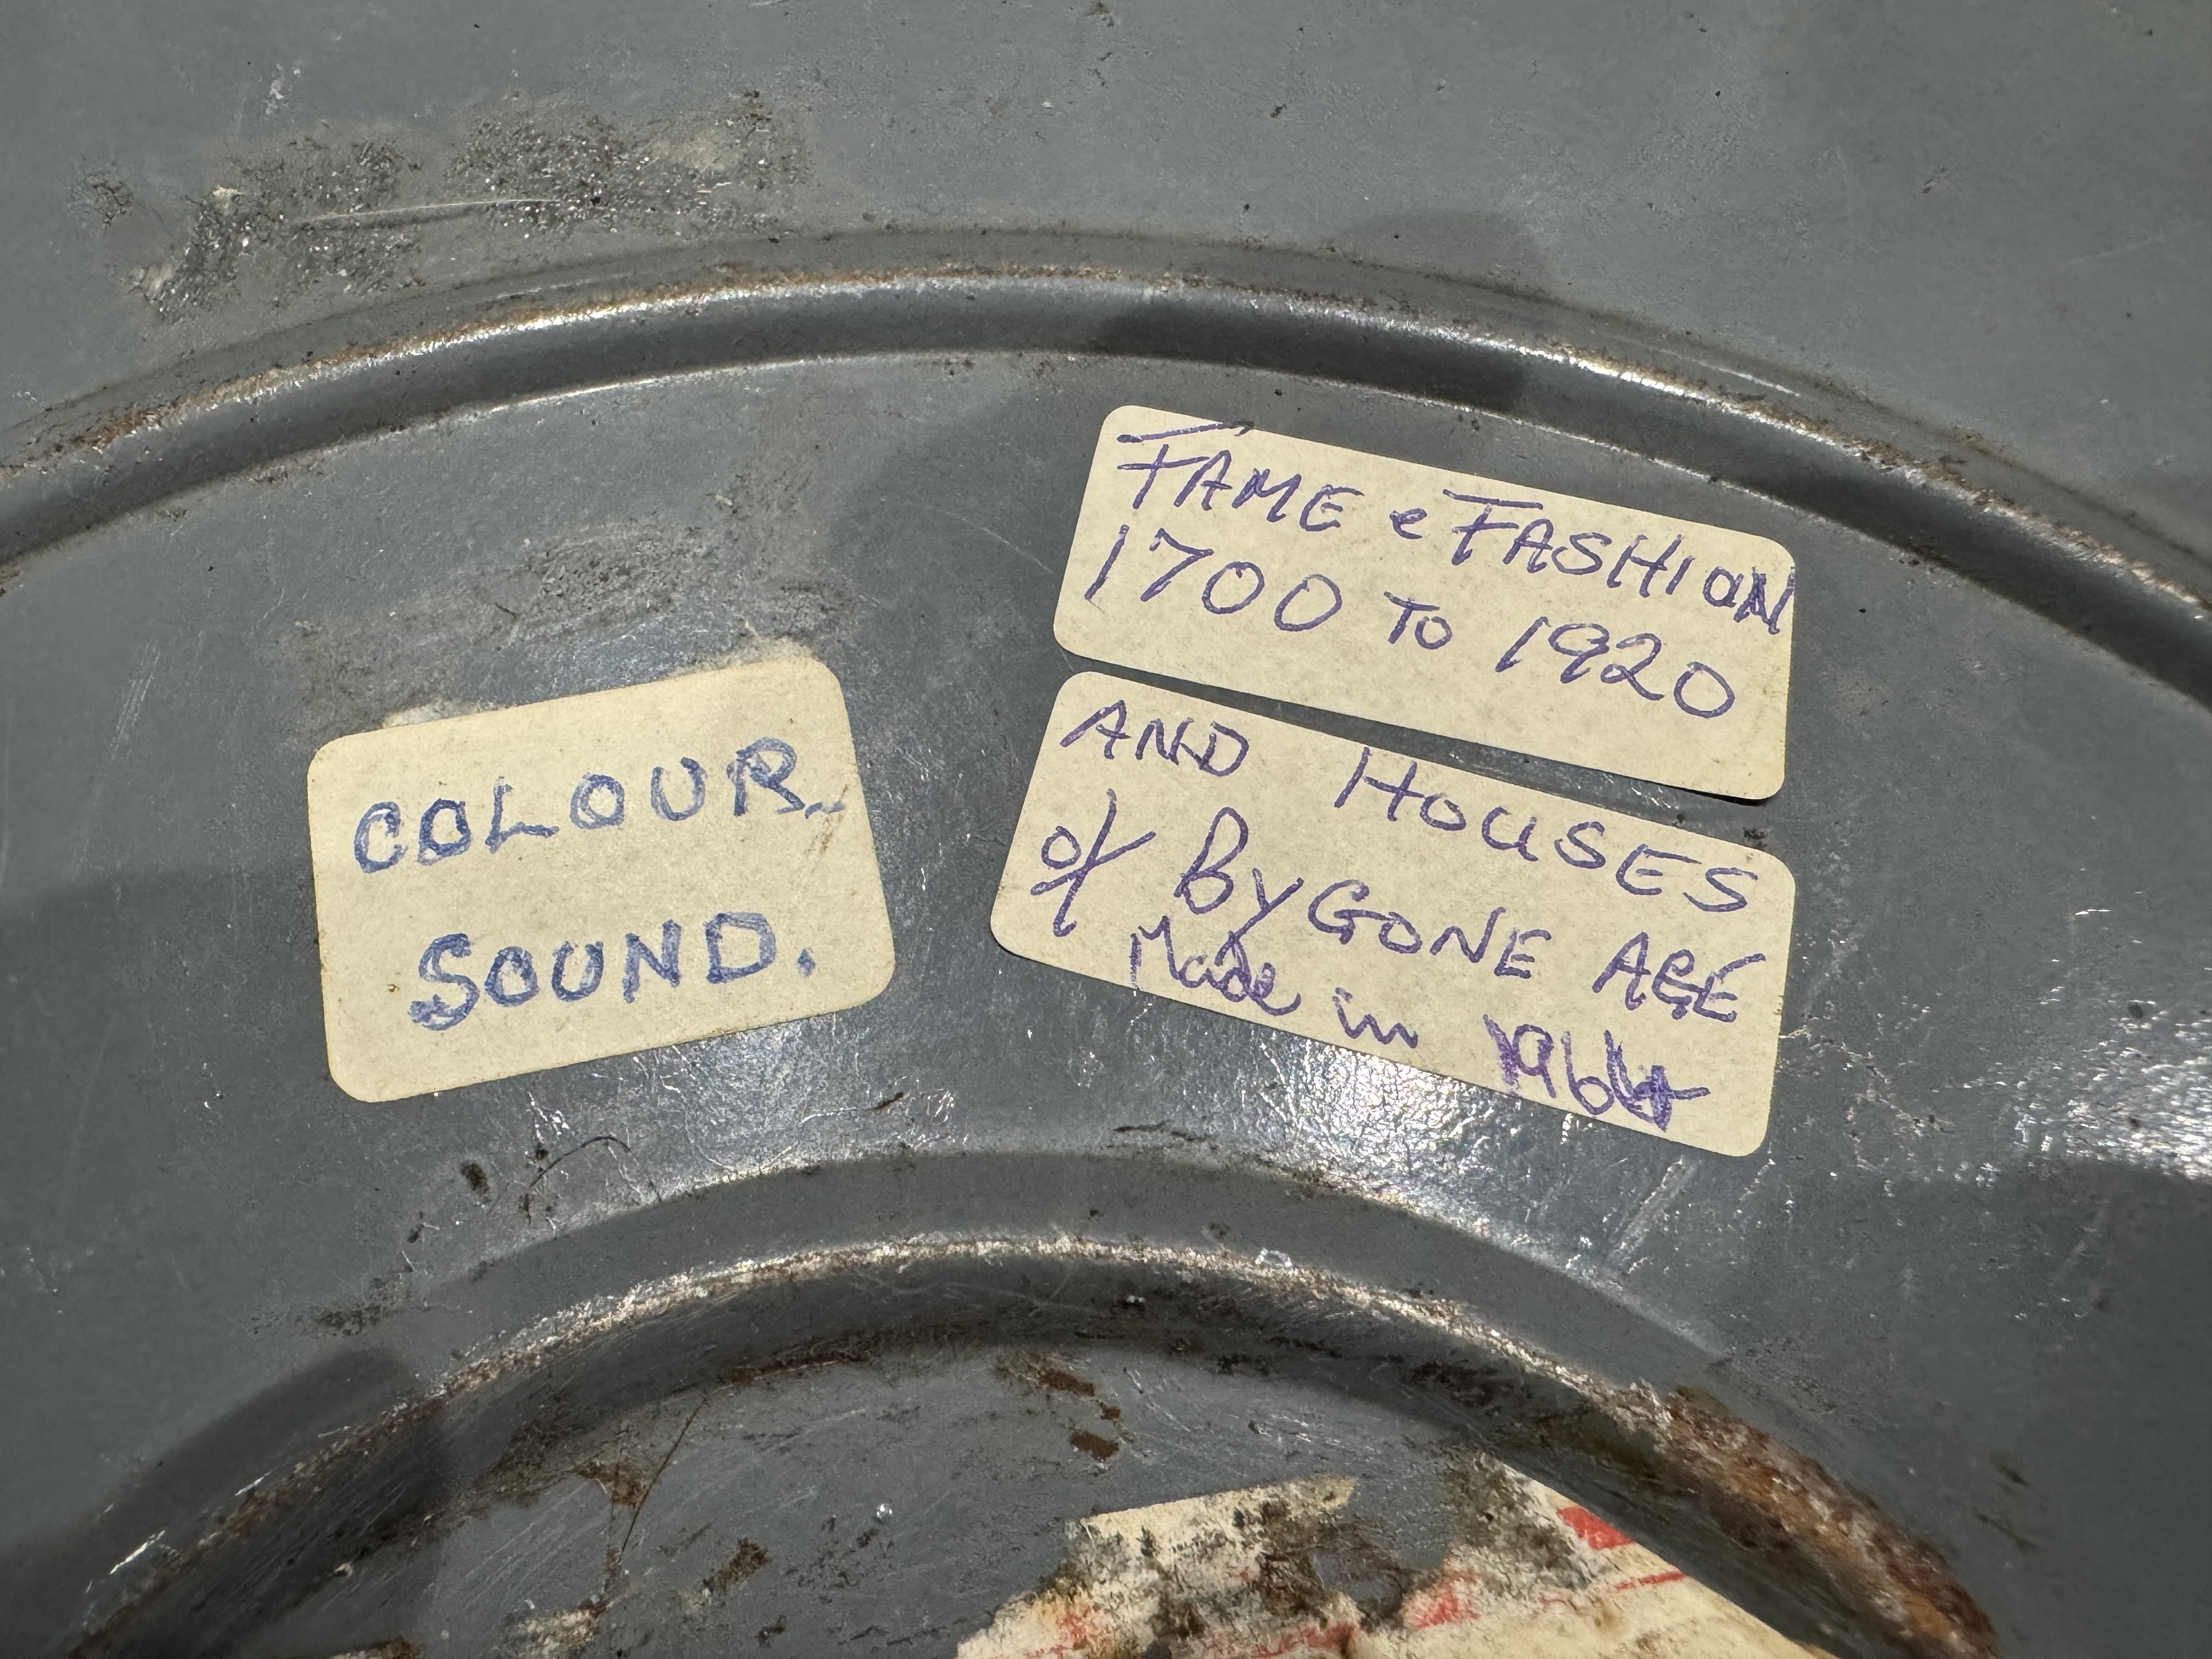 COLOUR.
SOUND.
FAME & FASHION
1700 TO 1920
AND HOUSES
of BYGONE AGE
Made in 1964